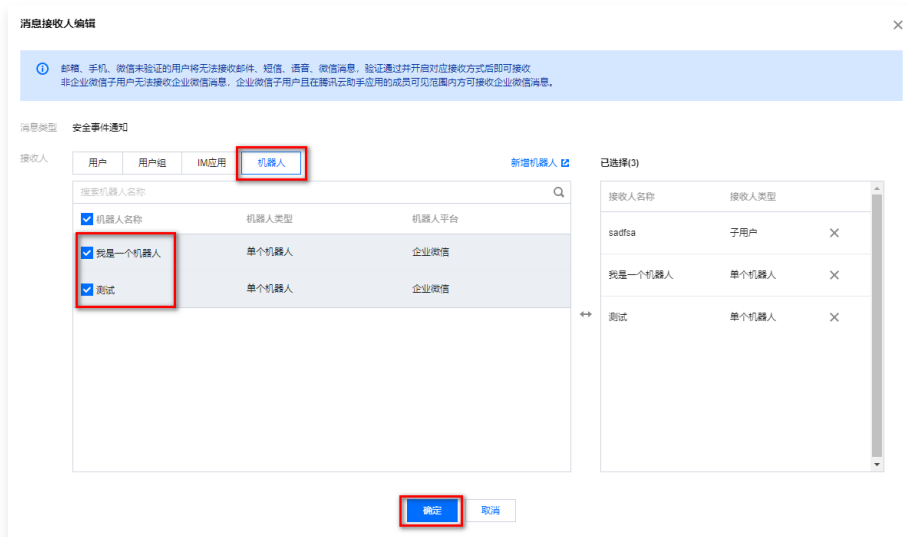 消息接收人编辑
邮箱、手机、微信未验证的用户将无法接收邮件、短信、语音、微信消息，验证通过并开启对应接收方式后即可接收
非企业微信子用户无法接收企业微信消息，企业微信子用户且在腾讯云助手应用的成员可见范围内方可接收企业微信消息。
消息类型 安全事件通知
接收人 用户 用户组 IM应用 机器人 新增机器人 已选择(3)
搜索机器人名称
机器人名称 机器人类型 机器人平台
我是一个机器人 单个机器人 企业微信
测试 单个机器人 企业微信
接收人名称 接收人类型
sadfsa 子用户
我是一个机器人 单个机器人
测试 单个机器人
确定 取消